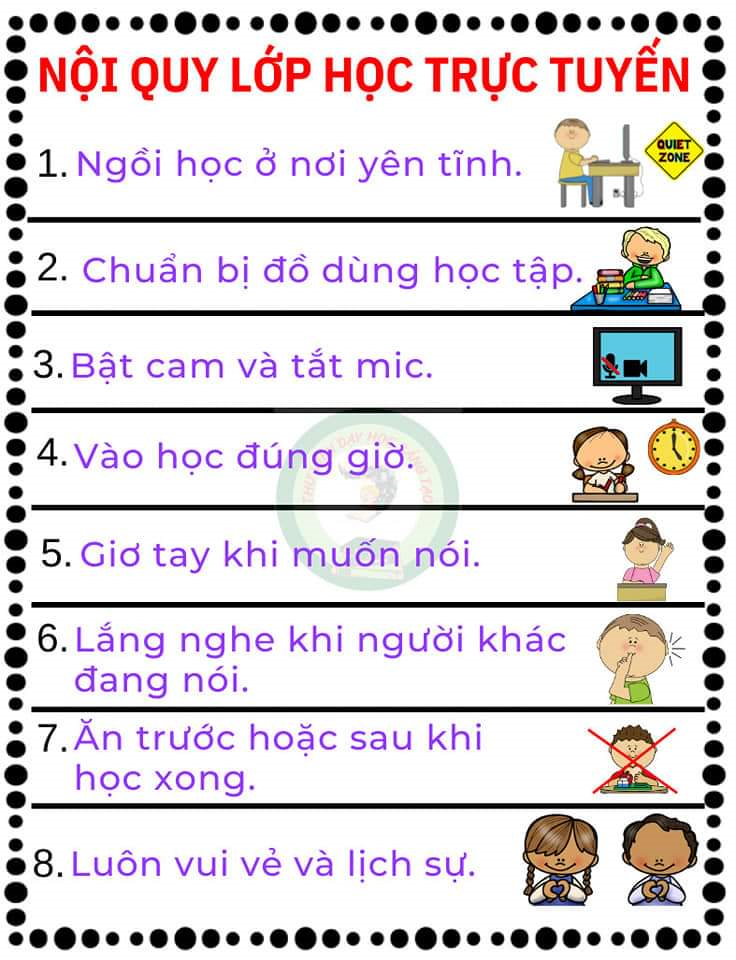 NỘI QUY LỚP HỌC TRỰC TUYẾN
1. Ngồi học ở nơi yên tĩnh.
QUIET
ZONE
2. Chuẩn bị đồ dùng học tập.
3. Bật cam và tắt mic.
4. Vào học đúng giờ.
5. Giơ tay khi muốn nói.
6. Lắng nghe khi người khác
đang nói.
7. Ăn trước hoặc sau khi
học xong.
8. Luôn vui vẻ và lịch sự.